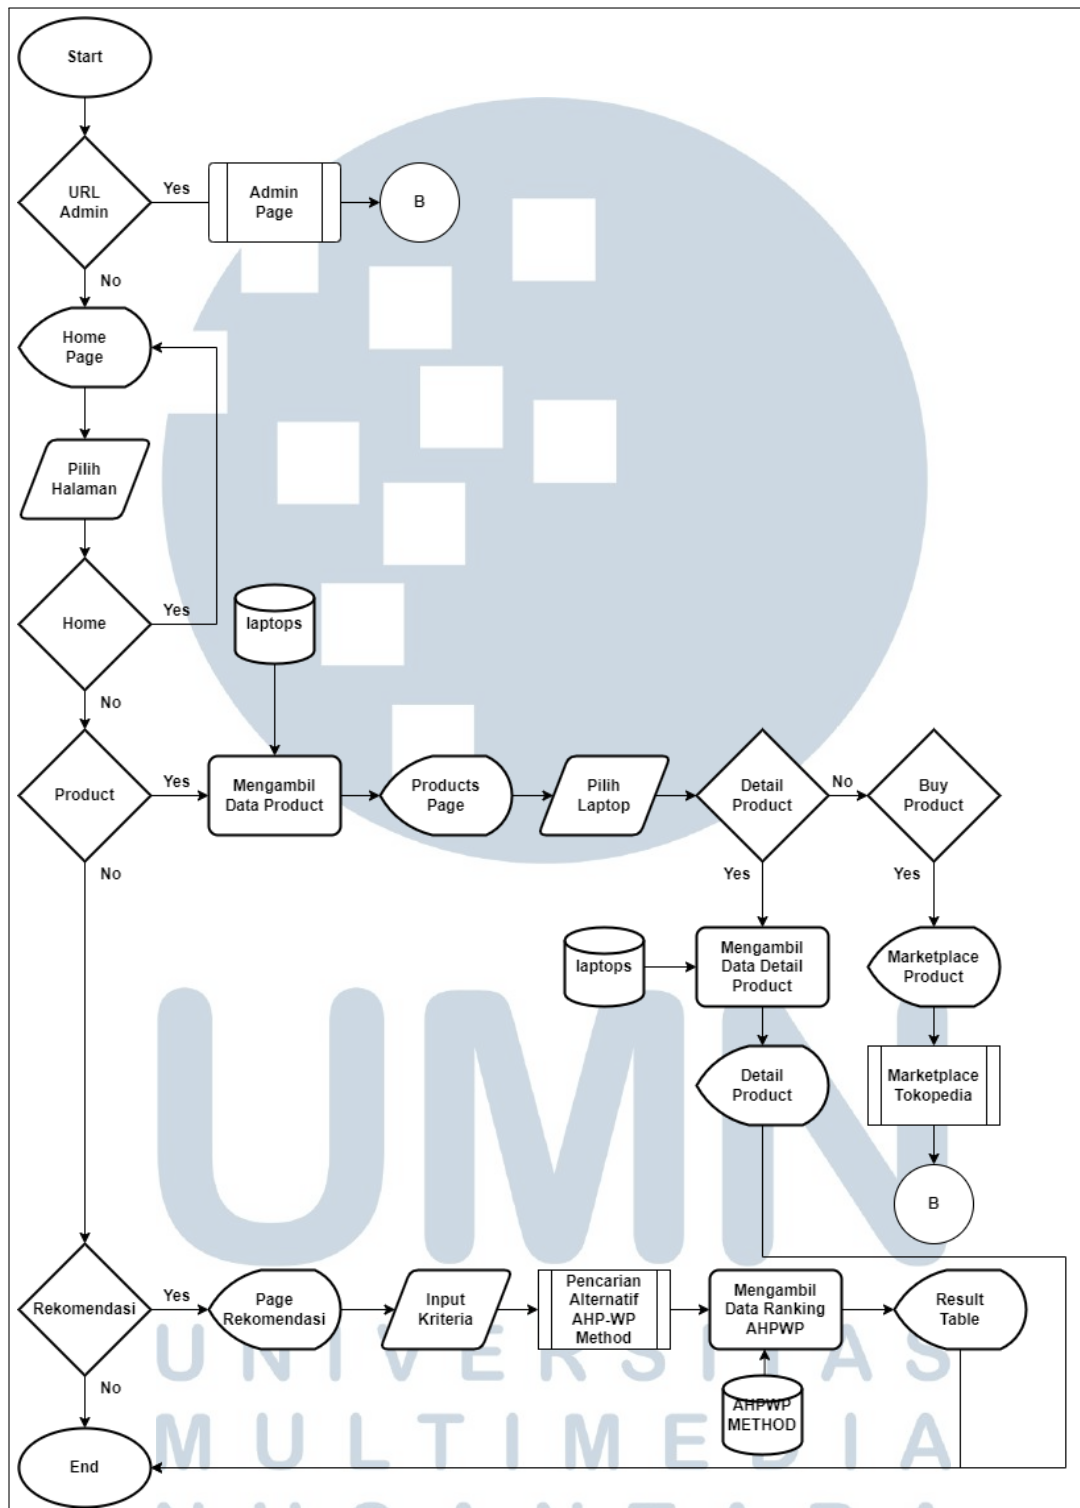 Start
URL
Admin
Yes
Admin
Page
B
No
Home
Page
Pilih
Halaman
Home
Yes
laptops
No
Product
Yes
Mengambil
Data Product
Products
Page
Pilih
Laptop
Detail
Product
No
Buy
Product
No
Yes
Yes
laptops
Mengambil
Data Detail
Product
Marketplace
Product
Detail
Product
Marketplace
Tokopedia
B
UMN
Rekomendasi
Yes
Page
Rekomendasi
Input
Kriteria
Pencarian
Alternatif
AHP-WP
Method
Mengambil
Data Ranking
AHPWP
Result
Table
UNIVERSITAS
No
AHPWP
METHOD
MULTIMEDIA
End
NUSANTARA